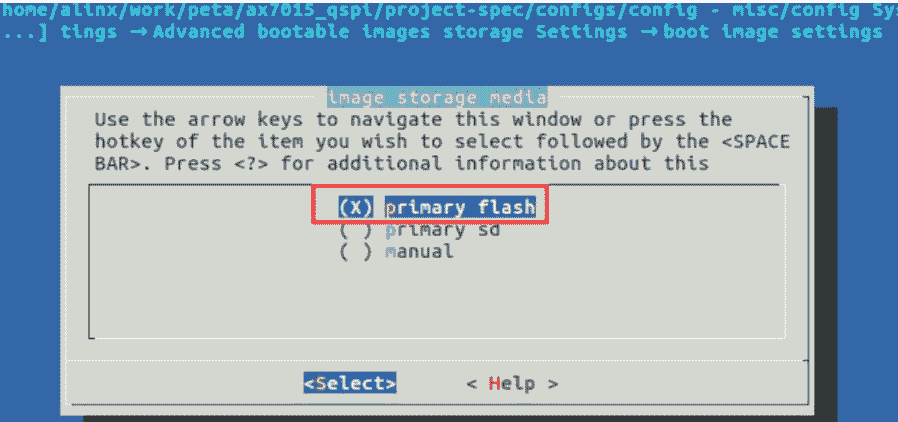 home/alinx/work/peta/ax7015_qspi/project-spec/configs/config - misc/config Sys
...] tings →Advanced bootable images storage Settings →boot image settings
image storage media
Use the arrow keys to navigate this window or press the
hotkey of the item you wish to select followed by the <SPACE
BAR>. Press <?> for additional information about this
(X) primary flash
( ) primary sd
( ) manual
<Select> < Help >